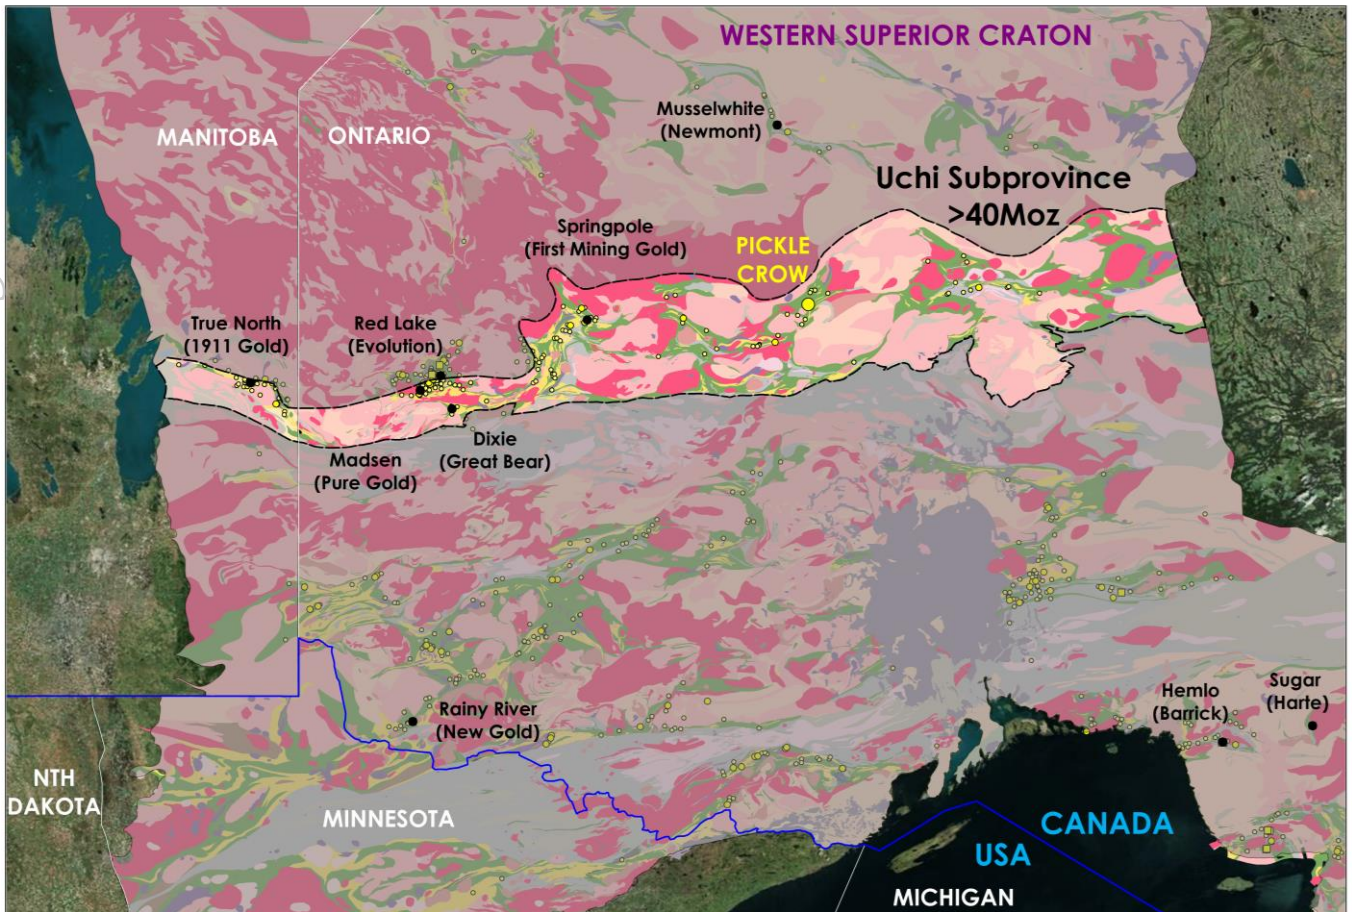 WESTERN SUPERIOR CRATON
Musselwhite
(Newmont)
MANITOBA
ONTARIO
Uchi Subprovince
>40Moz
Springpole
(First Mining Gold)
PICKLE
CROW
True North
(1911 Gold)
Red Lake
(Evolution)
Dixie
(Great Bear)
Madsen
(Pure Gold)
Rainy River
(New Gold)
Hemlo
(Barrick)
Sugar
(Harte)
NTH
DAKOTA
MINNESOTA
CANADA
USA
MICHIGAN